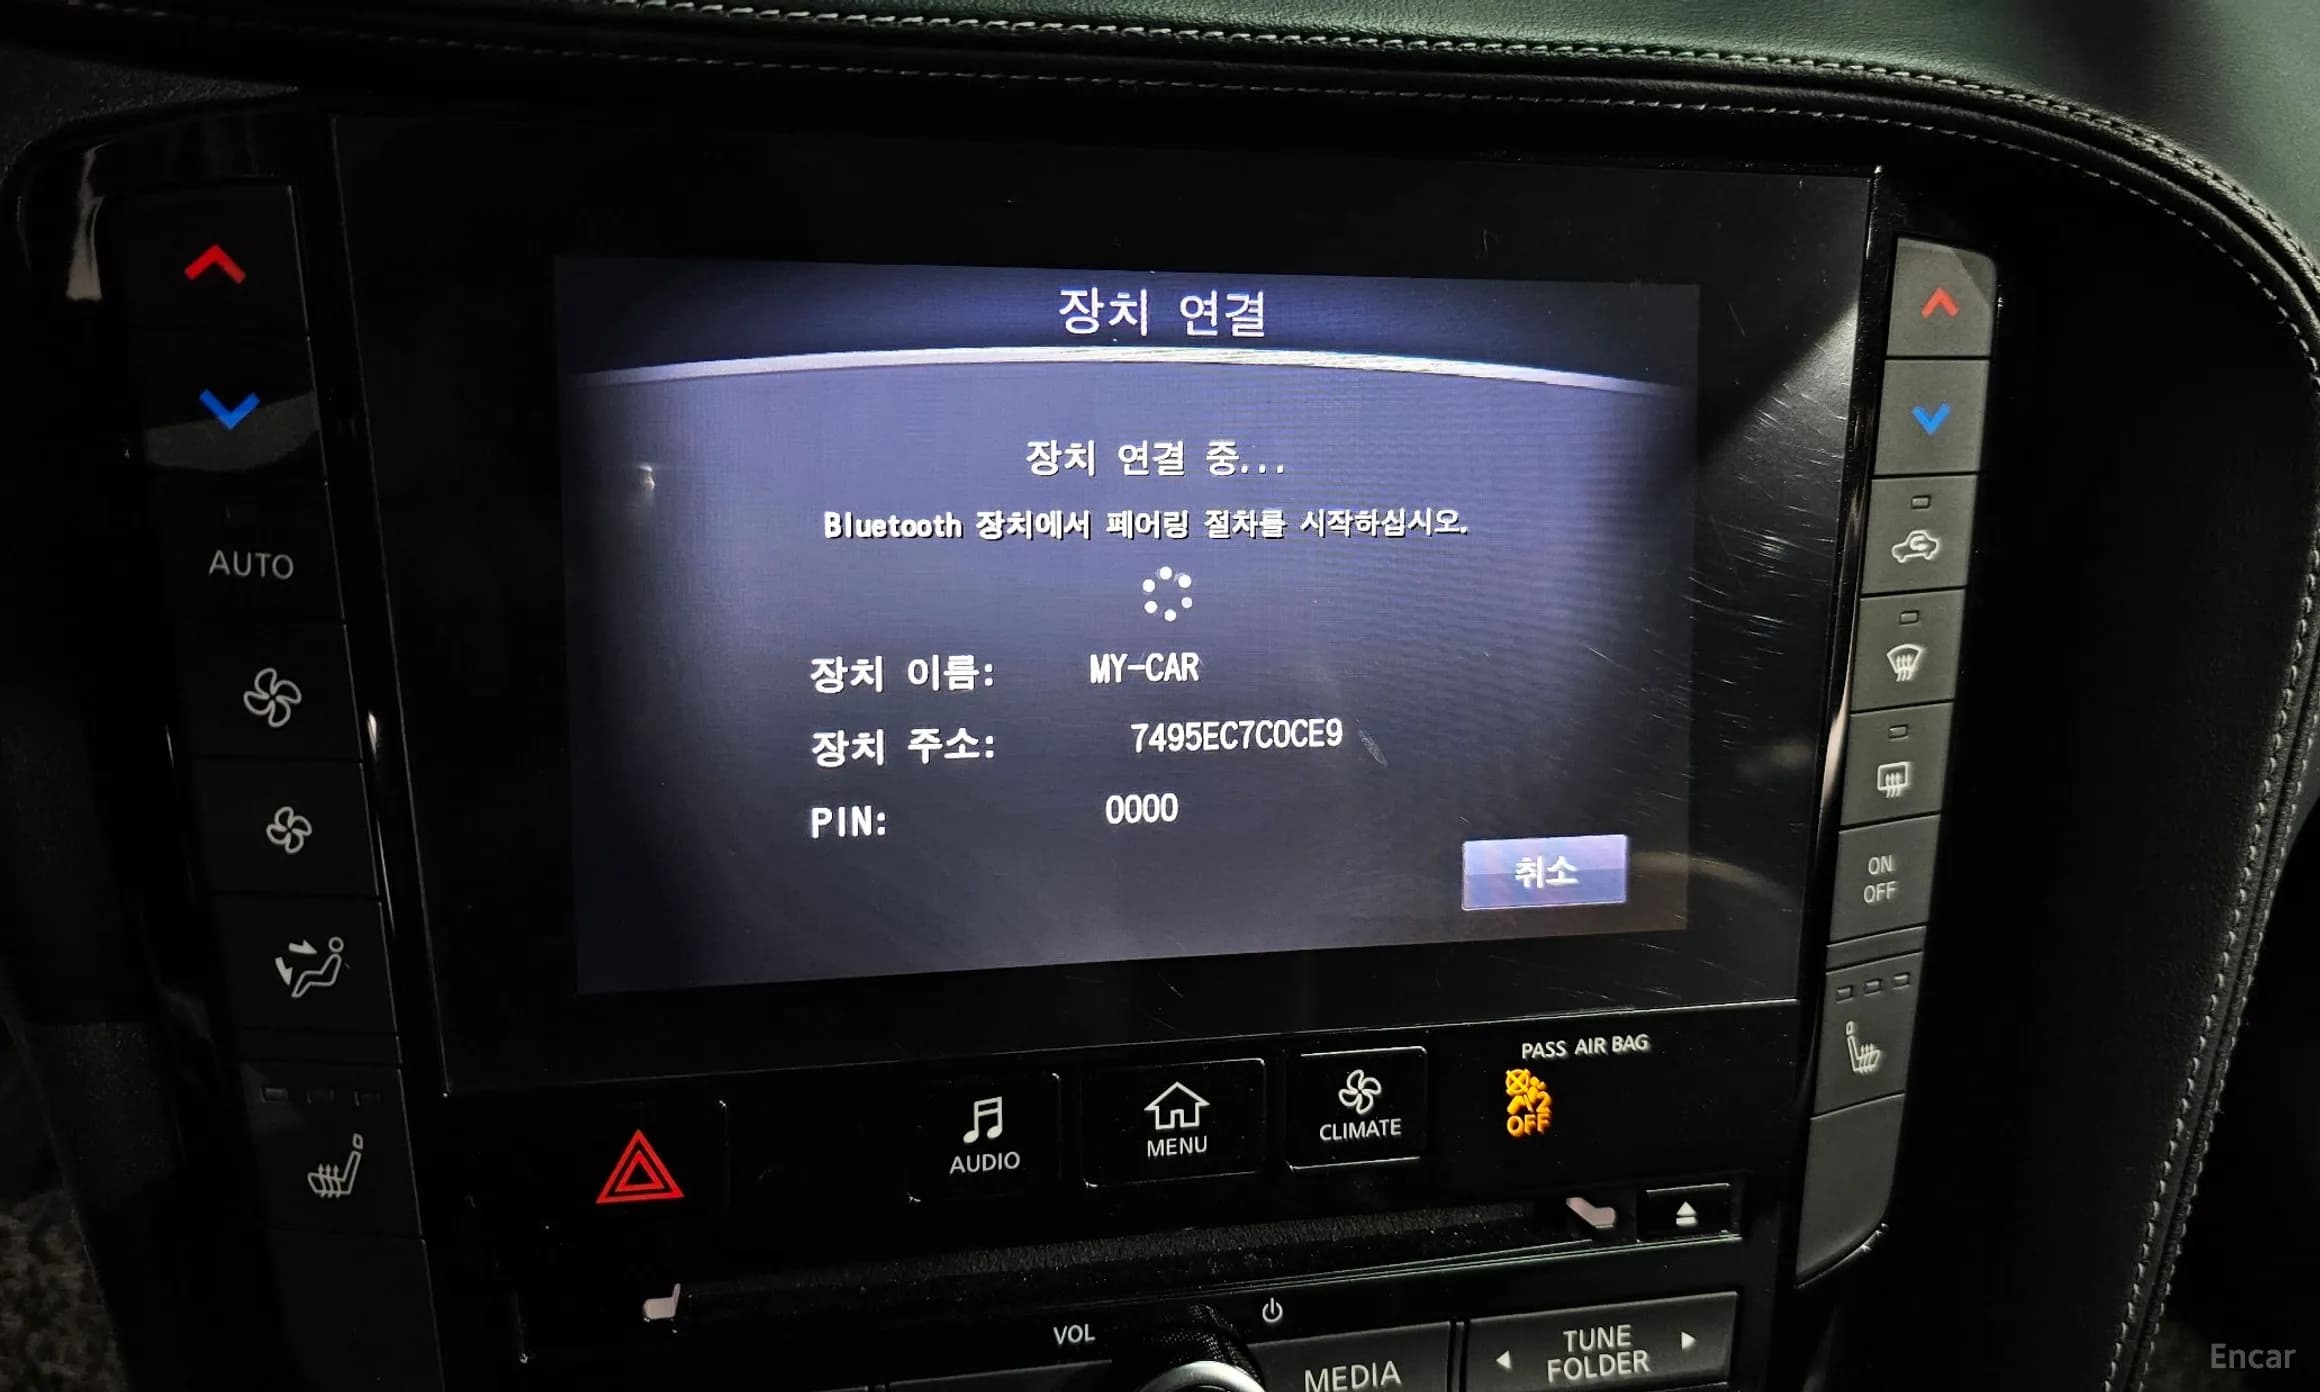 장치 연결
장치 연결 중...
Bluetooth 장치에서 페어링 절차를 시작하십시오.
장치 이름: MY-CAR
장치 주소: 7495EC7C0CE9
PIN: 0000
취소
AUTO
ON
OFF
PASS AIR BAG
OFF
AUDIO
MENU
CLIMATE
VOL
MEDIA
TUNE
FOLDER
Encar